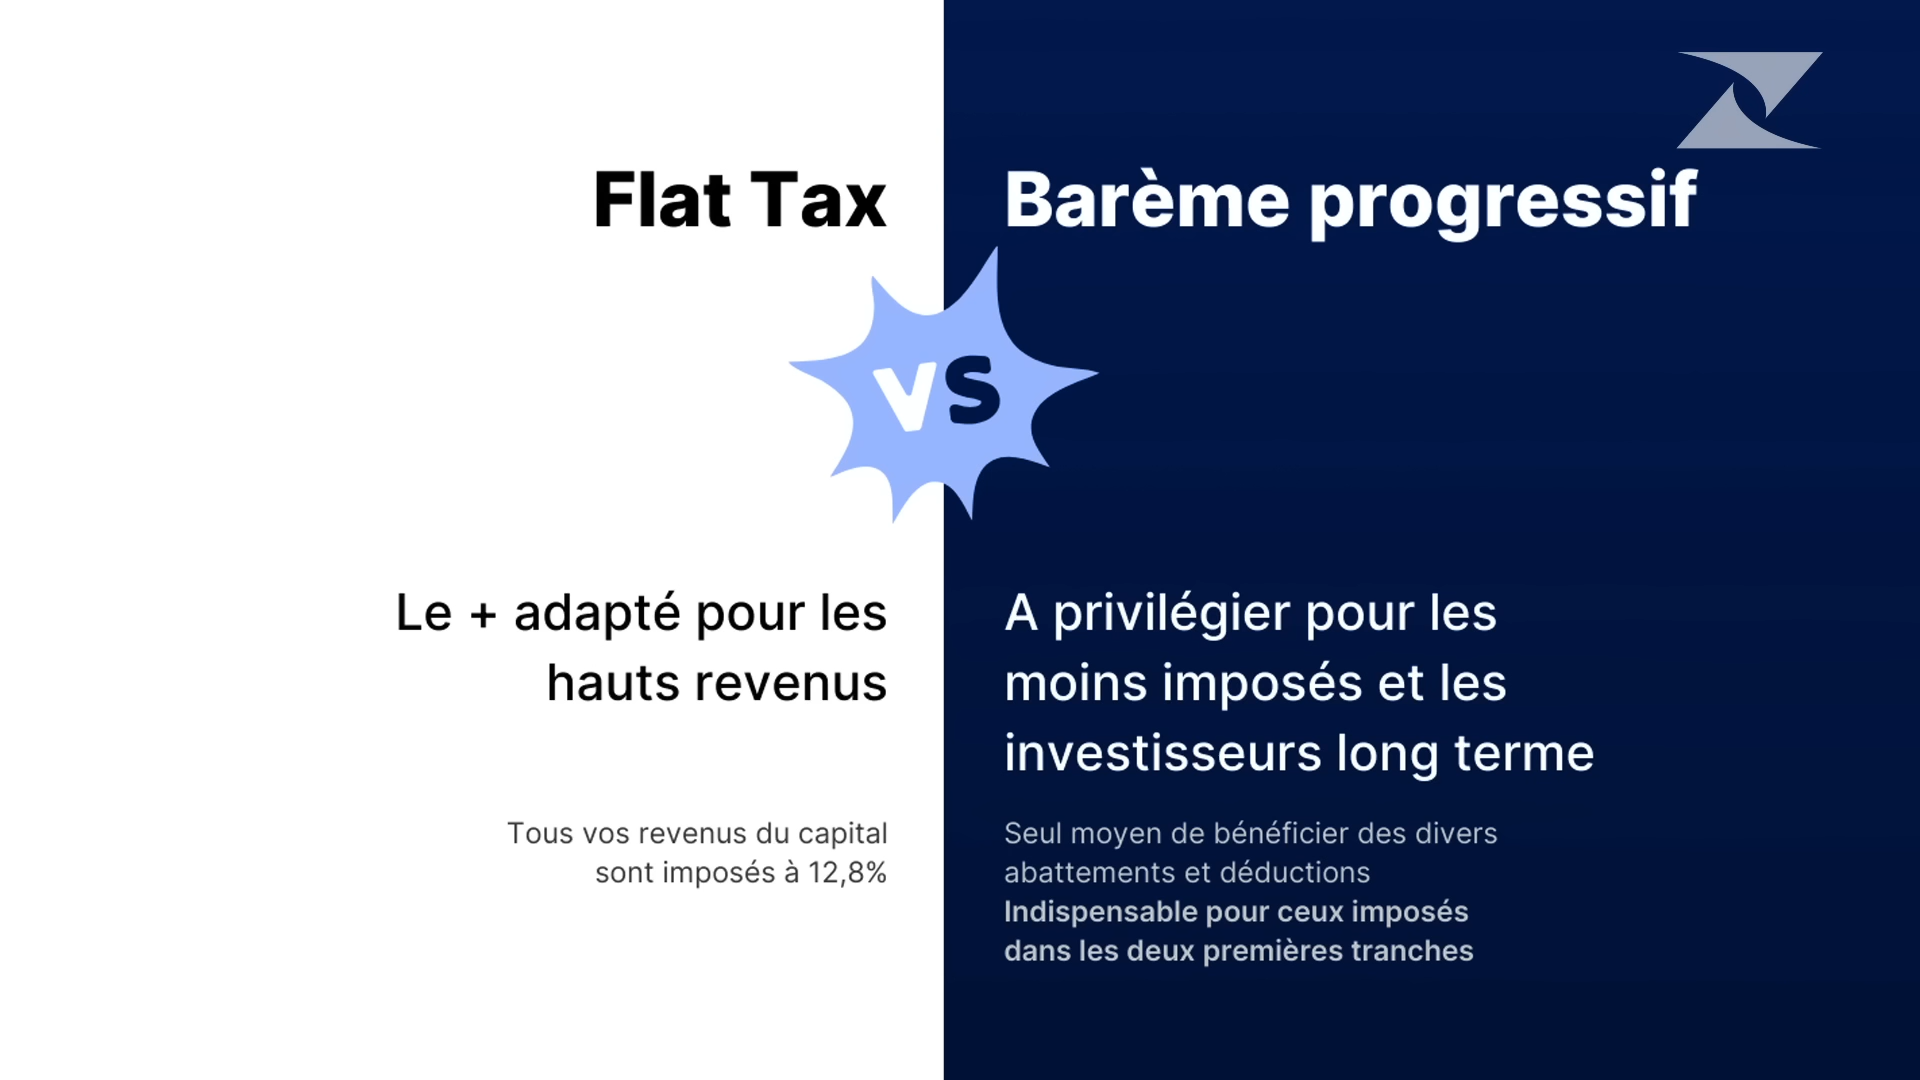 Flat Tax
Barème progressif
VS
Le + adapté pour les
hauts revenus
Tous vos revenus du capital
sont imposés à 12,8%
A privilégier pour les
moins imposés et les
investisseurs long terme
Seul moyen de bénéficier des divers
abattements et déductions
Indispensable pour ceux imposés
dans les deux premières tranches